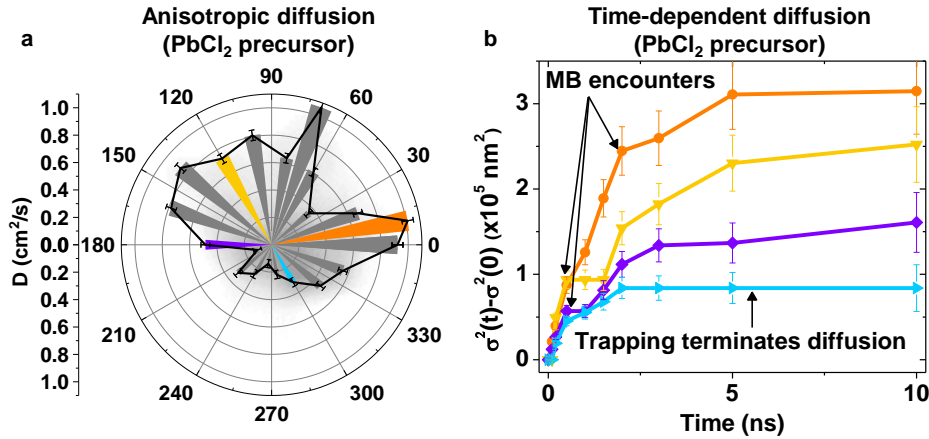 Anisotropic diffusion
(PbCl₂ precursor)
a
90
120
60
150
30
180
0
210
330
240
300
270
1.0
0.8
0.6
0.4
0.2
0.0
0.2
0.4
0.6
0.8
1.0
D (cm²/s)
Time-dependent diffusion
(PbCl₂ precursor)
b
MB encounters
Trapping terminates diffusion
3
2
1
0
σ²(t)-σ²(0) (x10⁵ nm²)
0
5
10
Time (ns)